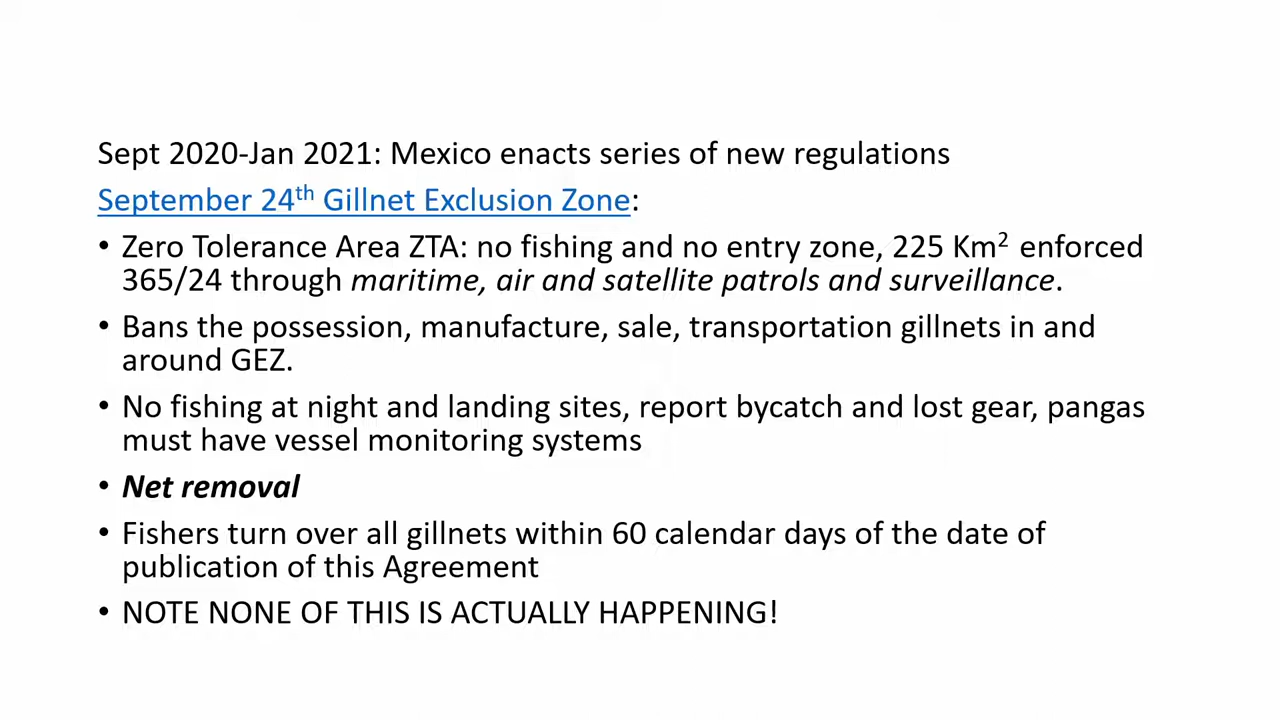 Sept 2020-Jan 2021: Mexico enacts series of new regulations
September 24th Gillnet Exclusion Zone:
• Zero Tolerance Area ZTA: no fishing and no entry zone, 225 Km2 enforced
365/24 through maritime, air and satellite patrols and surveillance.
• Bans the possession, manufacture, sale, transportation gillnets in and
around GEZ.
• No fishing at night and landing sites, report bycatch and lost gear, pangas
must have vessel monitoring systems
• Net removal
• Fishers turn over all gillnets within 60 calendar days of the date of
publication of this Agreement
• NOTE NONE OF THIS IS ACTUALLY HAPPENING!